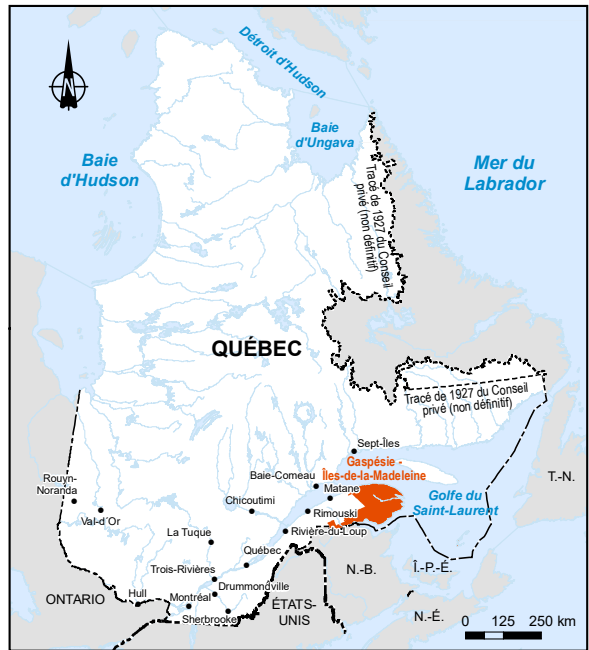 Détroit d'Hudson
Baie
d'Ungava
Baie
d'Hudson
Mer du
Labrador
Tracé de 1927 du Conseil
privé (non définitif)
QUÉBEC
Tracé de 1927 du Conseil
privé (non définitif)
Sept-Îles
Gaspésie -
Îles-de-la-Madeleine
Baie-Comeau
Matane
Rouyn-
Noranda
Val-d'Or
Chicoutimi
Rimouski
Golfe du
Saint-Laurent
T.-N.
La Tuque
Rivière-du-Loup
Québec
Trois-Rivières
N.-B.
Î.-P.-É.
Drummondville
Hull
Montréal
ONTARIO
Sherbrooke
ÉTATS-
UNIS
N.-É.
0 125 250 km